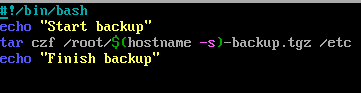 #!/bin/bash
echo "Start backup"
tar czf /root/$(hostname -s)-backup.tgz /etc
echo "Finish backup"